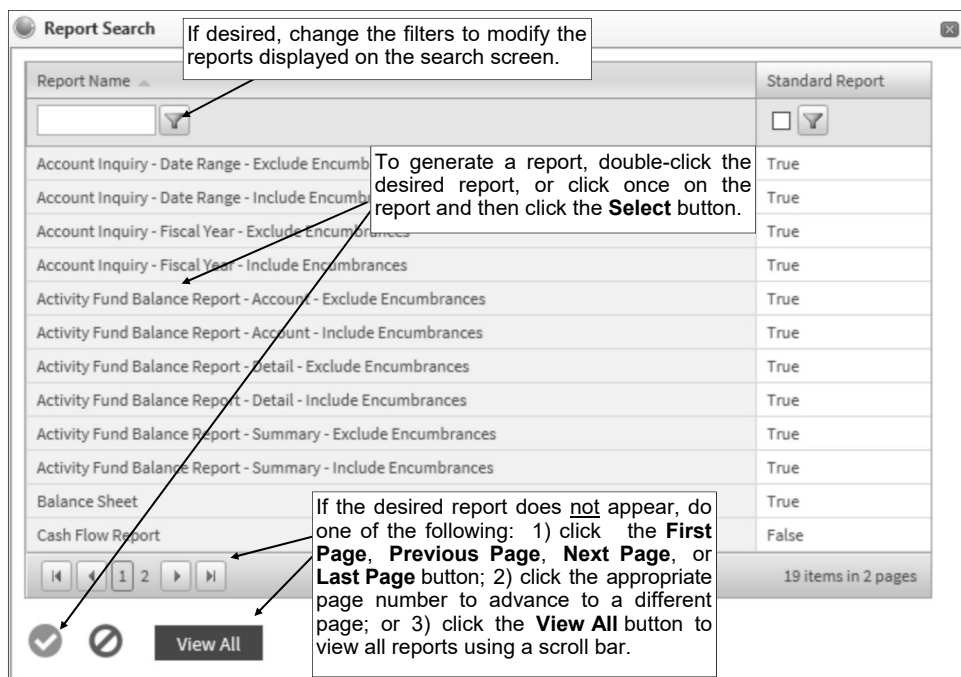 Report Search
If desired, change the filters to modify the
reports displayed on the search screen.
Report Name
Standard Report
Account Inquiry - Date Range - Exclude Encumb
True
To generate a report, double-click the
desired report, or click once on the
report and then click the Select button.
Account Inquiry - Date Range - Include Encumb
True
Account Inquiry - Fiscal Year - Exclude Encumbrances
True
Account Inquiry - Fiscal Year - Include Encumbrances
True
Activity Fund Balance Report - Account - Exclude Encumbrances
True
Activity Fund Balance Report - Account - Include Encumbrances
True
Activity Fund Balance Report - Detail - Exclude Encumbrances
True
Activity Fund Balance Report - Detail - Include Encumbrances
True
Activity Fund Balance Report - Summary - Exclude Encumbrances
True
Activity Fund Balance Report - Summary - Include Encumbrances
True
Balance Sheet
True
Cash Flow Report
False
If the desired report does not appear, do
one of the following: 1) click the First
Page, Previous Page, Next Page, or
Last Page button; 2) click the appropriate
page number to advance to a different
page; or 3) click the View All button to
view all reports using a scroll bar.
1 2
19 items in 2 pages
View All